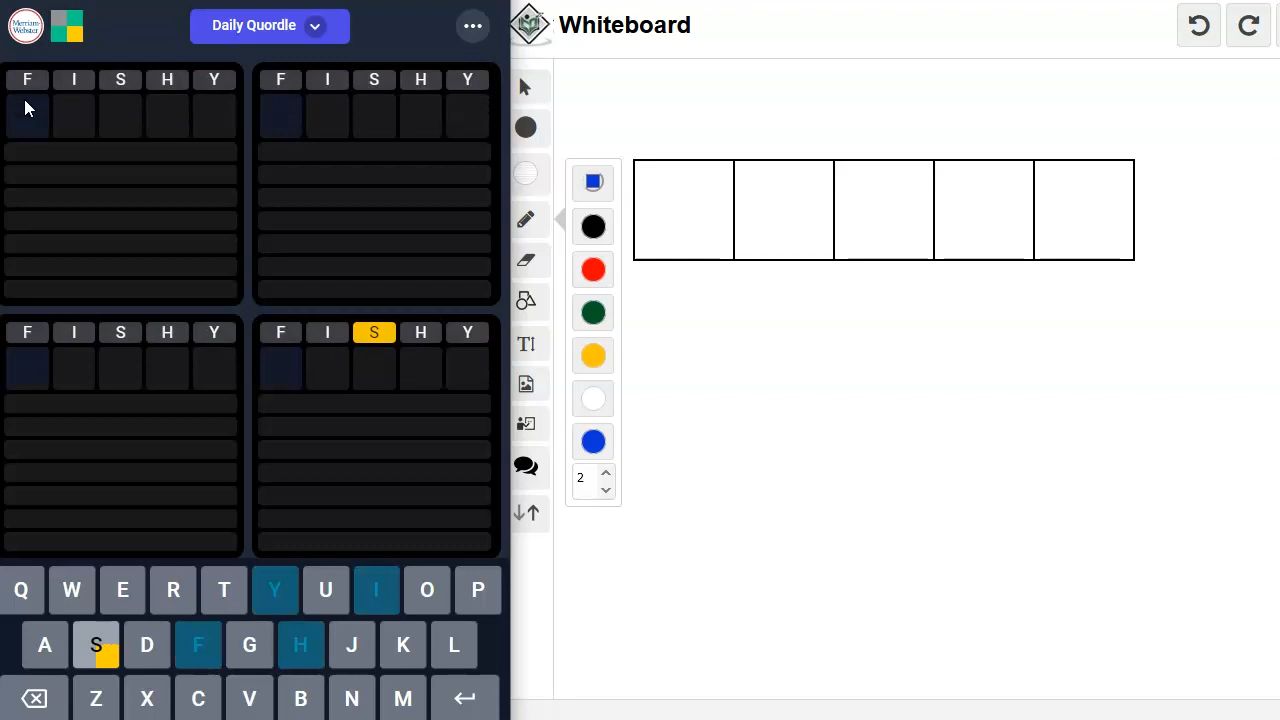 Merriam-Webster
Daily Quordle
Whiteboard
F I S H Y
F I S H Y
F I S H Y
F I S H Y
T
2
Q W E R T Y U I O P
A S D F G H J K L
Z X C V B N M